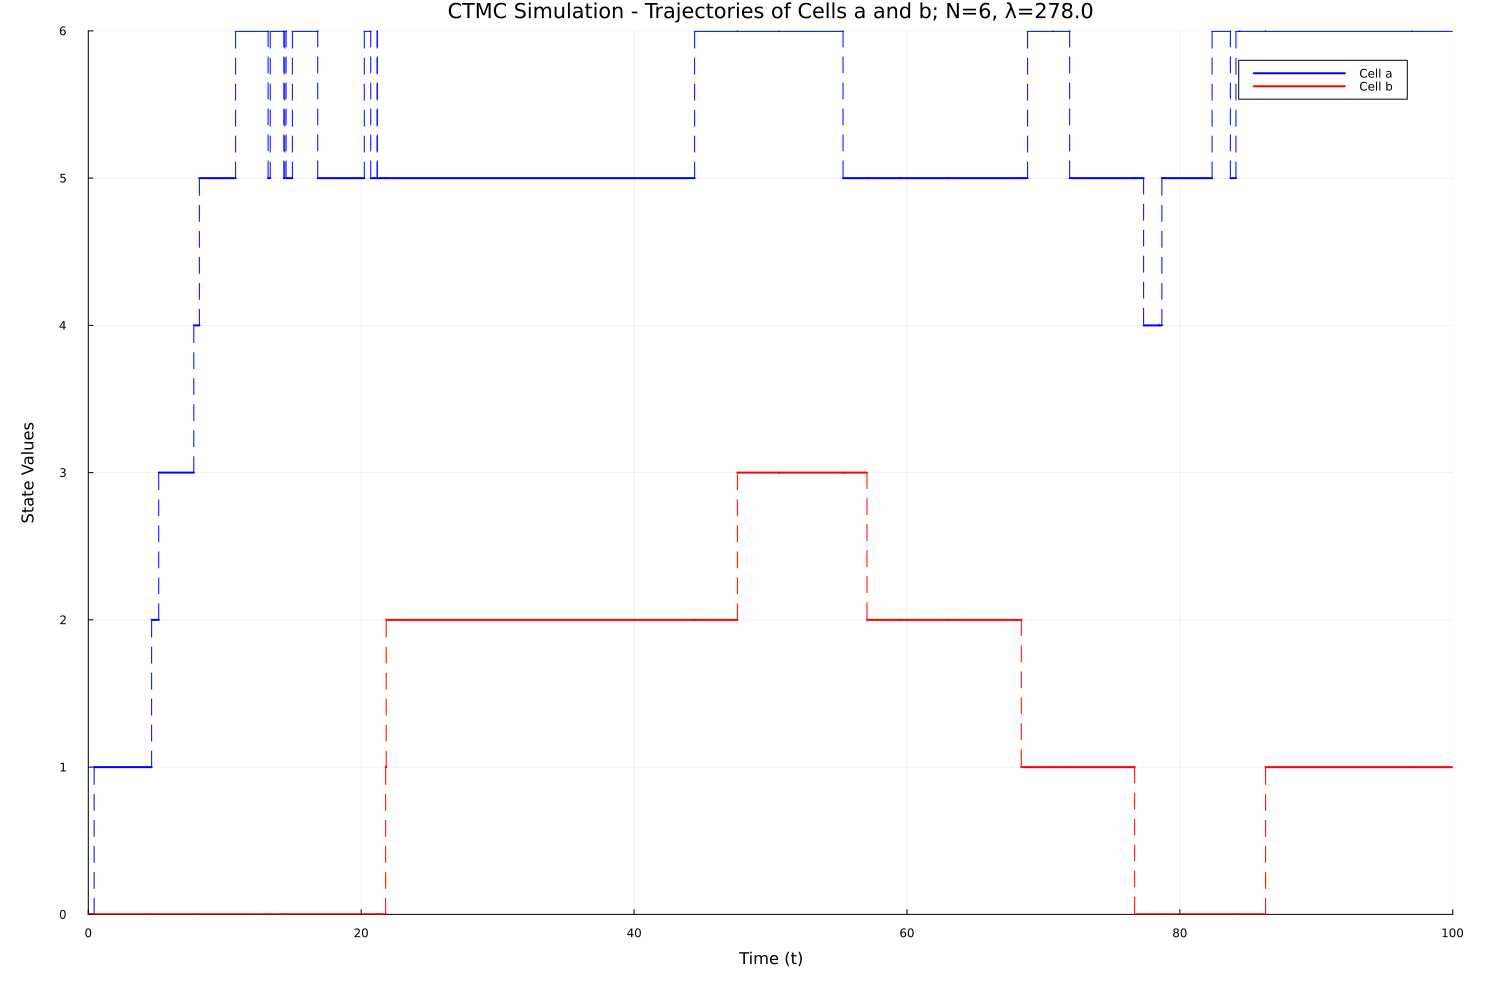 CTMC Simulation - Trajectories of Cells a and b; N=6, λ=278.0
6
5
4
3
2
1
0
State Values
Cell a
Cell b
0 20 40 60 80 100
Time (t)